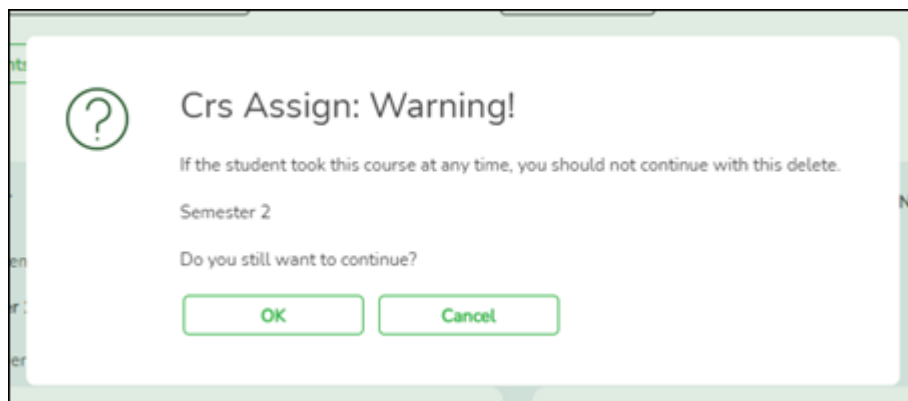 Crs Assign: Warning!
If the student took this course at any time, you should not continue with this delete.
Semester 2
Do you still want to continue?
OK
Cancel